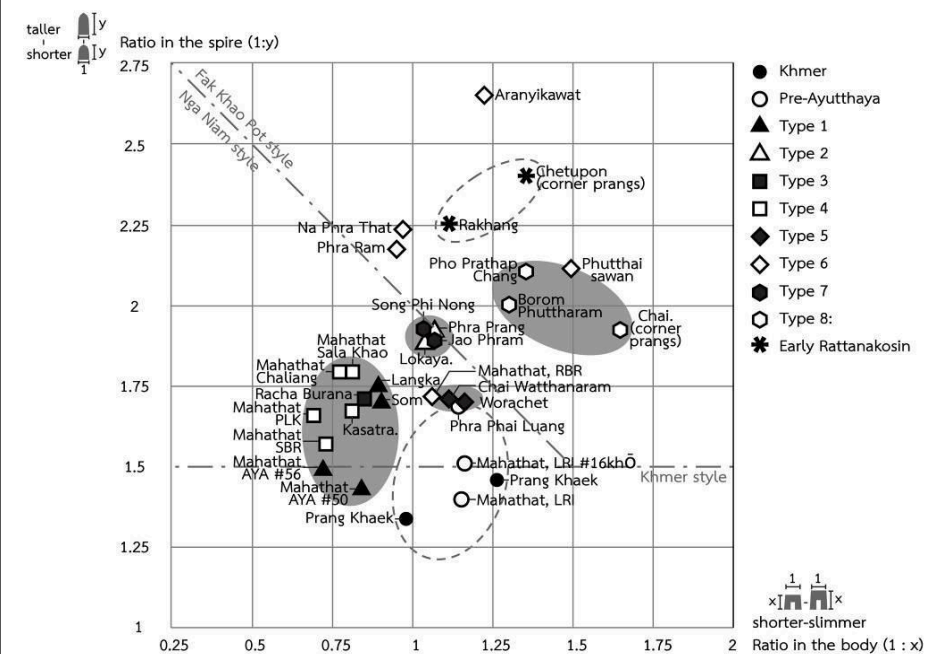 taller
shorter
y
y
1
Ratio in the spire (1:y)
2.75
2.5
2.25
2
1.75
1.5
1.25
1
0.25
0.5
0.75
1
1.25
1.5
1.75
2
Fak Khao Pot style
Nga Niam style
Aranyikawat
Chetupon
(corner prangs)
Rakhang
Na Phra That
Phra Ram
Pho Prathap
Chang
Phutthai
sawan
Borom
Phuttharam
Chai.
(corner
prangs)
Song Phi Nong
Phra Prang
Jao Phram
Lokaya.
Mahathat
Sala Khao
Mahathat
Chaliang
Langka
Racha Burana
Som
Mahathat
PLK
Kasatra.
Mahathat
SBR
Mahathat
AYA #56
Mahathat
AYA #50
Mahathat, RBR
Chai Watthanaram
Worachet
Phra Phai Luang
Mahathat, LRI #16khÕ
Prang Khaek
Mahathat, LRI
Prang Khaek
Khmer style
Khmer
Pre-Ayutthaya
Type 1
Type 2
Type 3
Type 4
Type 5
Type 6
Type 7
Type 8:
Early Rattanakosin
1 1
x - x
shorter-slimmer
Ratio in the body (1 : x)